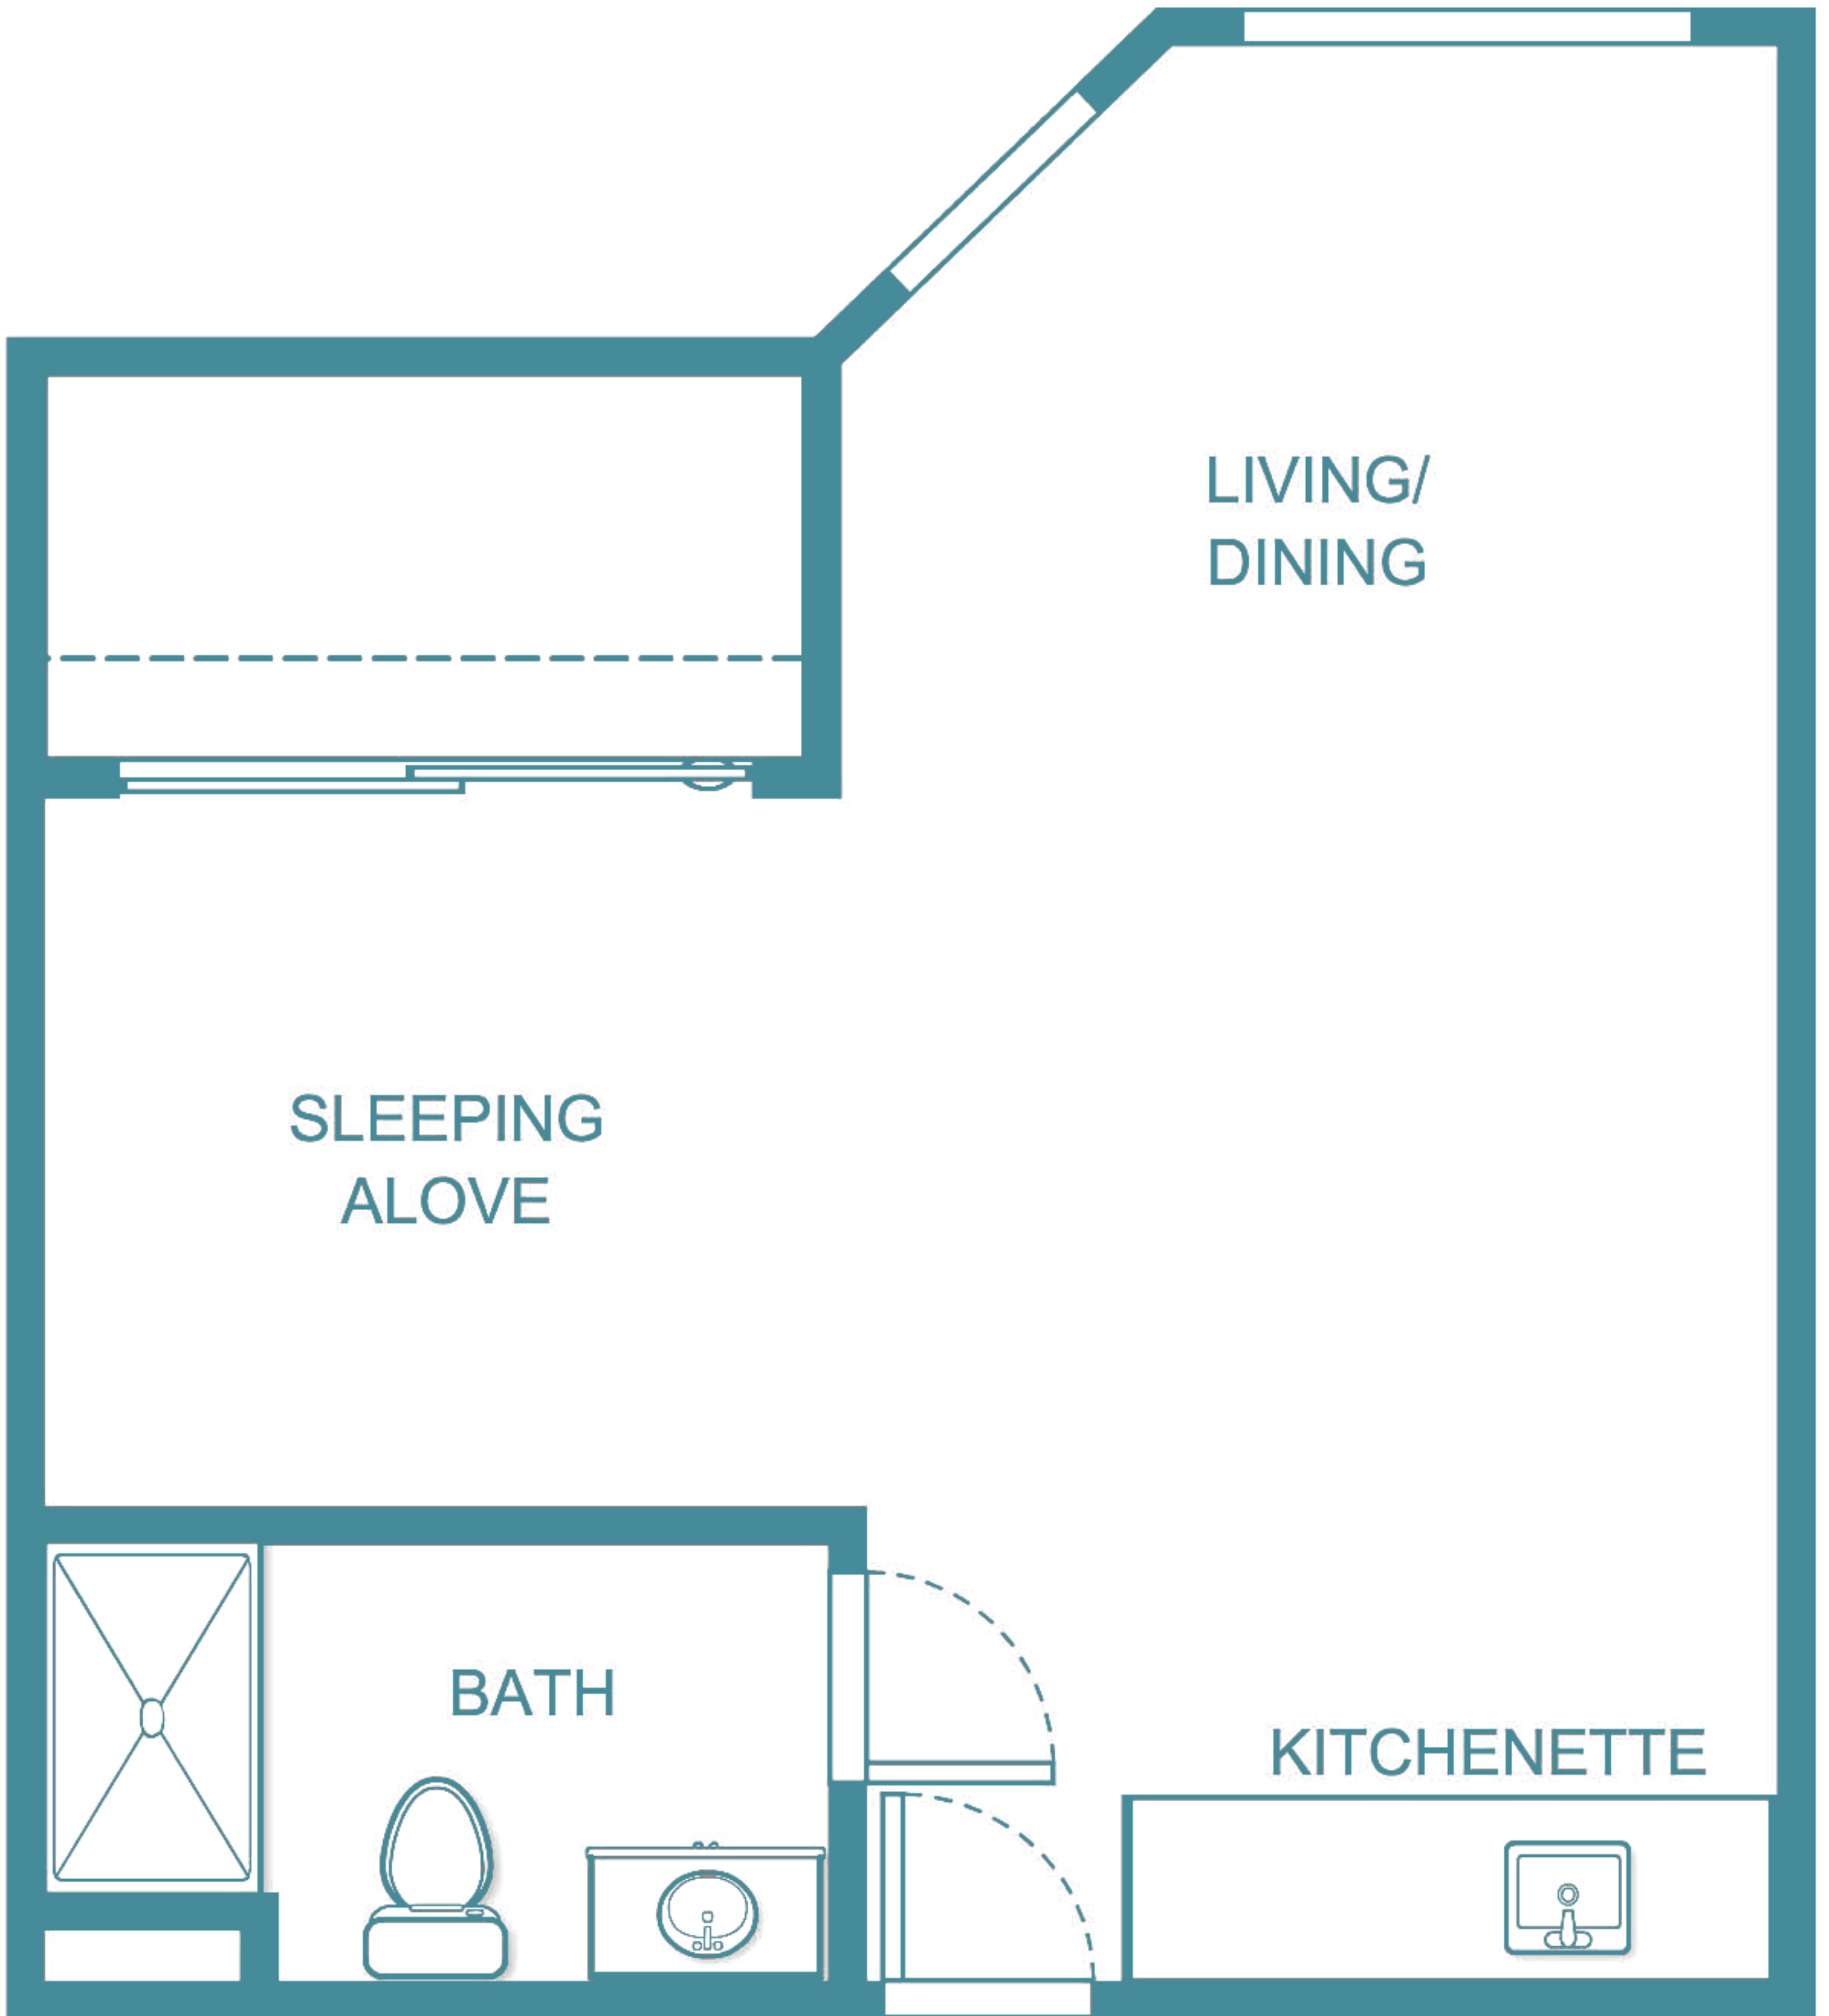 LIVING/
DINING
SLEEPING
ALOVE
BATH
KITCHENETTE